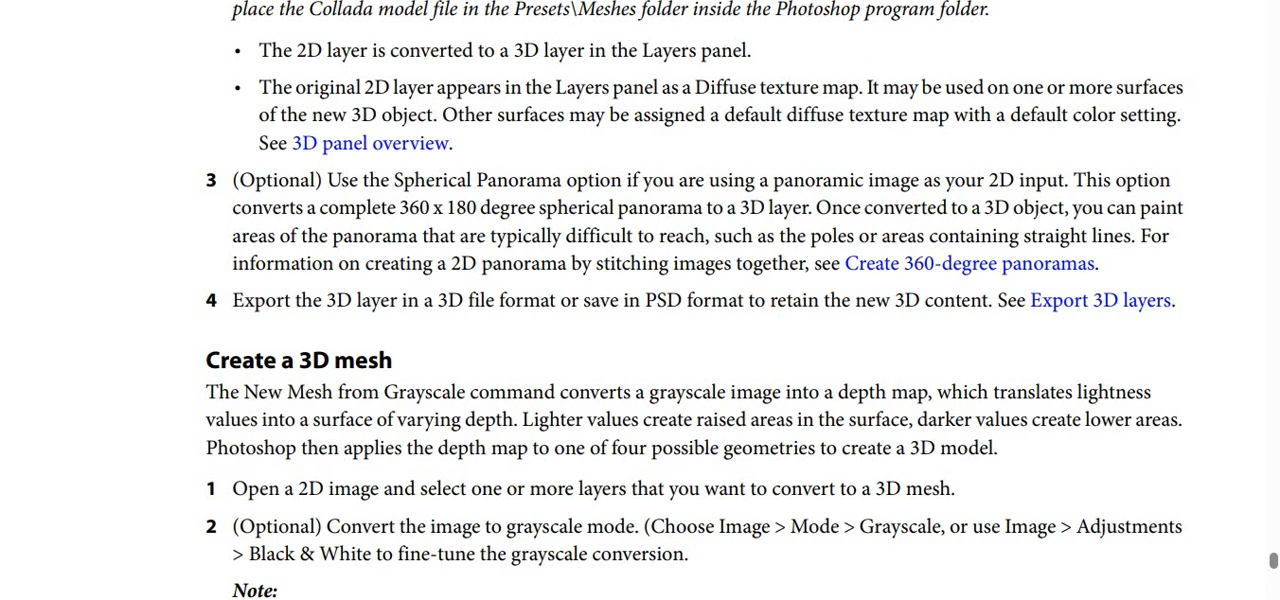 place the Collada model file in the Presets\Meshes folder inside the Photoshop program folder.
• The 2D layer is converted to a 3D layer in the Layers panel.
• The original 2D layer appears in the Layers panel as a Diffuse texture map. It may be used on one or more surfaces
of the new 3D object. Other surfaces may be assigned a default diffuse texture map with a default color setting.
See 3D panel overview.
3 (Optional) Use the Spherical Panorama option if you are using a panoramic image as your 2D input. This option
converts a complete 360 x 180 degree spherical panorama to a 3D layer. Once converted to a 3D object, you can paint
areas of the panorama that are typically difficult to reach, such as the poles or areas containing straight lines. For
information on creating a 2D panorama by stitching images together, see Create 360-degree panoramas.
4 Export the 3D layer in a 3D file format or save in PSD format to retain the new 3D content. See Export 3D layers.
Create a 3D mesh
The New Mesh from Grayscale command converts a grayscale image into a depth map, which translates lightness
values into a surface of varying depth. Lighter values create raised areas in the surface, darker values create lower areas.
Photoshop then applies the depth map to one of four possible geometries to create a 3D model.
1 Open a 2D image and select one or more layers that you want to convert to a 3D mesh.
2 (Optional) Convert the image to grayscale mode. (Choose Image > Mode > Grayscale, or use Image > Adjustments
> Black & White to fine-tune the grayscale conversion.
Note: